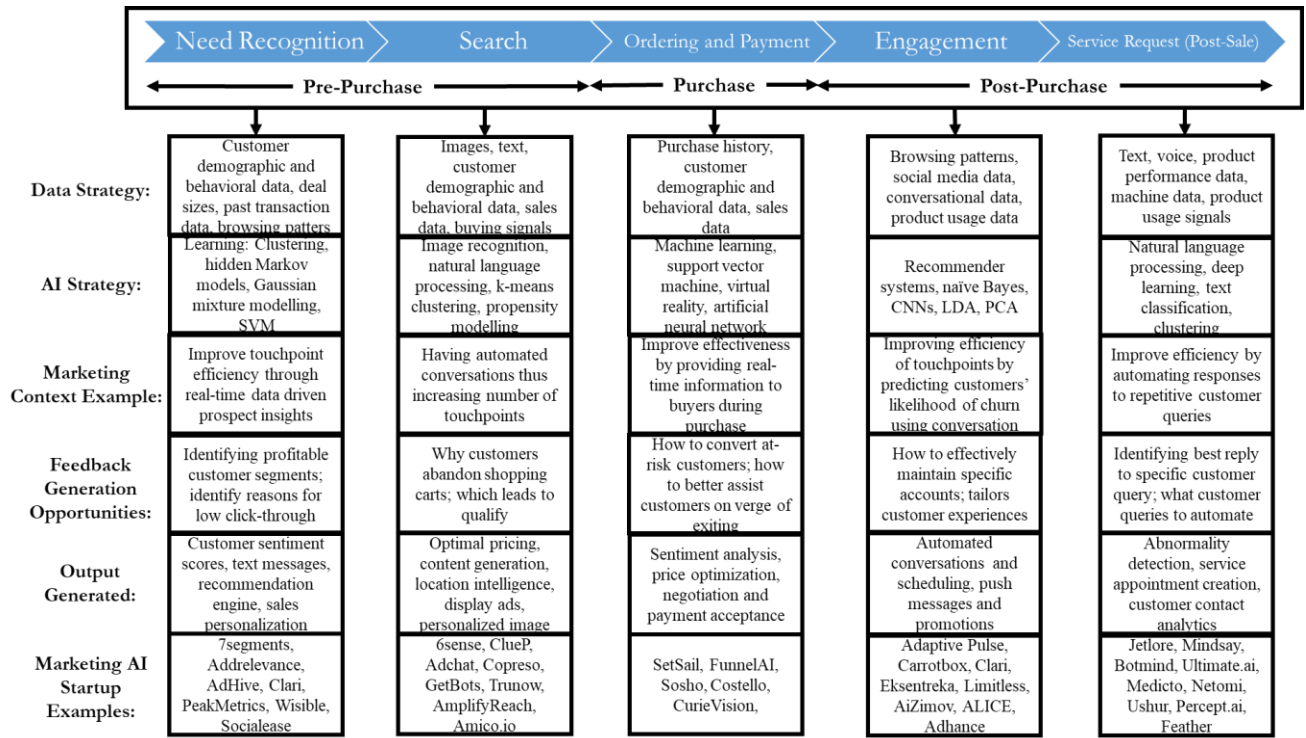 Need Recognition
Search
Ordering and Payment
Engagement
Service Request (Post-Sale)
Pre-Purchase
Purchase
Post-Purchase
Data Strategy:
Customer
demographic and
behavioral data, deal
sizes, past transaction
data, browsing patters
Images, text,
customer
demographic and
behavioral data, sales
data, buying signals
Purchase history,
customer
demographic and
behavioral data, sales
data
Browsing patterns,
social media data,
conversational data,
product usage data
Text, voice, product
performance data,
machine data, product
usage signals
AI Strategy:
Learning: Clustering,
hidden Markov
models, Gaussian
mixture modelling,
SVM
Image recognition,
natural language
processing, k-means
clustering, propensity
modelling
Machine learning,
support vector
machine, virtual
reality, artificial
neural network
Recommender
systems, naïve Bayes,
CNNs, LDA, PCA
Natural language
processing, deep
learning, text
classification,
clustering
Marketing
Context Example:
Improve touchpoint
efficiency through
real-time data driven
prospect insights
Having automated
conversations thus
increasing number of
touchpoints
Improve effectiveness
by providing real-
time information to
buyers during
purchase
Improving efficiency
of touchpoints by
predicting customers’
likelihood of churn
using conversation
Improve efficiency by
automating responses
to repetitive customer
queries
Feedback
Generation
Opportunities:
Identifying profitable
customer segments;
identify reasons for
low click-through
Why customers
abandon shopping
carts; which leads to
qualify
How to convert at-
risk customers; how
to better assist
customers on verge of
exiting
How to effectively
maintain specific
accounts; tailors
customer experiences
Identifying best reply
to specific customer
query; what customer
queries to automate
Output
Generated:
Customer sentiment
scores, text messages,
recommendation
engine, sales
personalization
Optimal pricing,
content generation,
location intelligence,
display ads,
personalized image
Sentiment analysis,
price optimization,
negotiation and
payment acceptance
Automated
conversations and
scheduling, push
messages and
promotions
Abnormality
detection, service
appointment creation,
customer contact
analytics
Marketing AI
Startup
Examples:
7segments,
Addrelevance,
AdHive, Clari,
PeakMetrics, Wisible,
Socialease
6sense, ClueP,
Adchat, Copreso,
GetBots, Trunow,
AmplifyReach,
Amico.io
SetSail, FunnelAI,
Sosho, Costello,
CurieVision,
Adaptive Pulse,
Carrotbox, Clari,
Eksentreka, Limitless,
AiZimov, ALICE,
Adhance
Jetlore, Mindsay,
Botmind, Ultimate.ai,
Medicto, Netomi,
Ushur, Percept.ai,
Feather